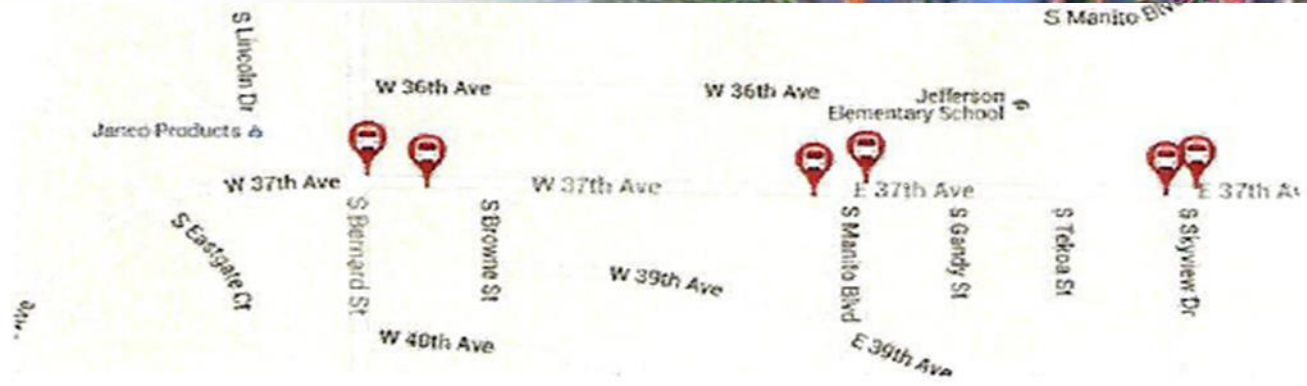 S Manito Blvd
S Lincoln Dr
W 36th Ave
W 36th Ave
Jefferson
Elementary School
Janco Products
W 37th Ave
W 37th Ave
E 37th Ave
E 37th Av
S Eastgate Ct
S Bernard St
S Browne St
S Manito Blvd
S Gandy St
S Tekoa St
S Skyview Dr
W 39th Ave
W 40th Ave
E 39th Ave